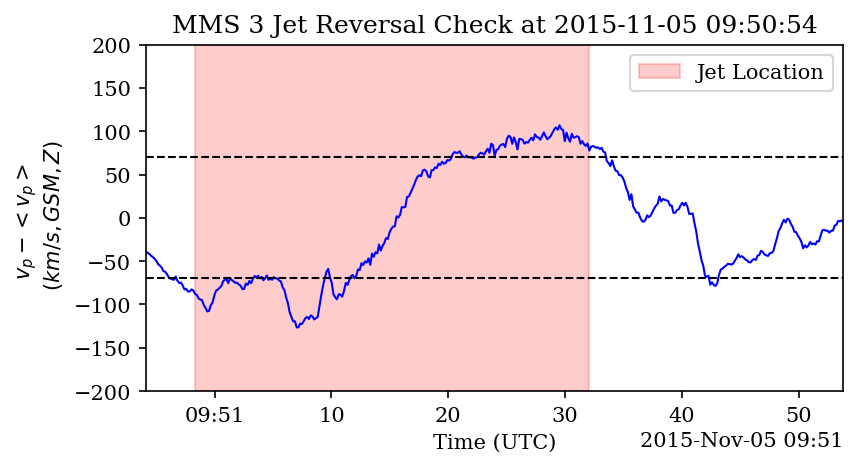 MMS 3 Jet Reversal Check at 2015-11-05 09:50:54
Jet Location
200
150
100
50
0
−50
−100
−150
−200
v_p − < v_p >
(km/s, GSM, Z)
09:51
10
20
30
40
50
Time (UTC)
2015-Nov-05 09:51